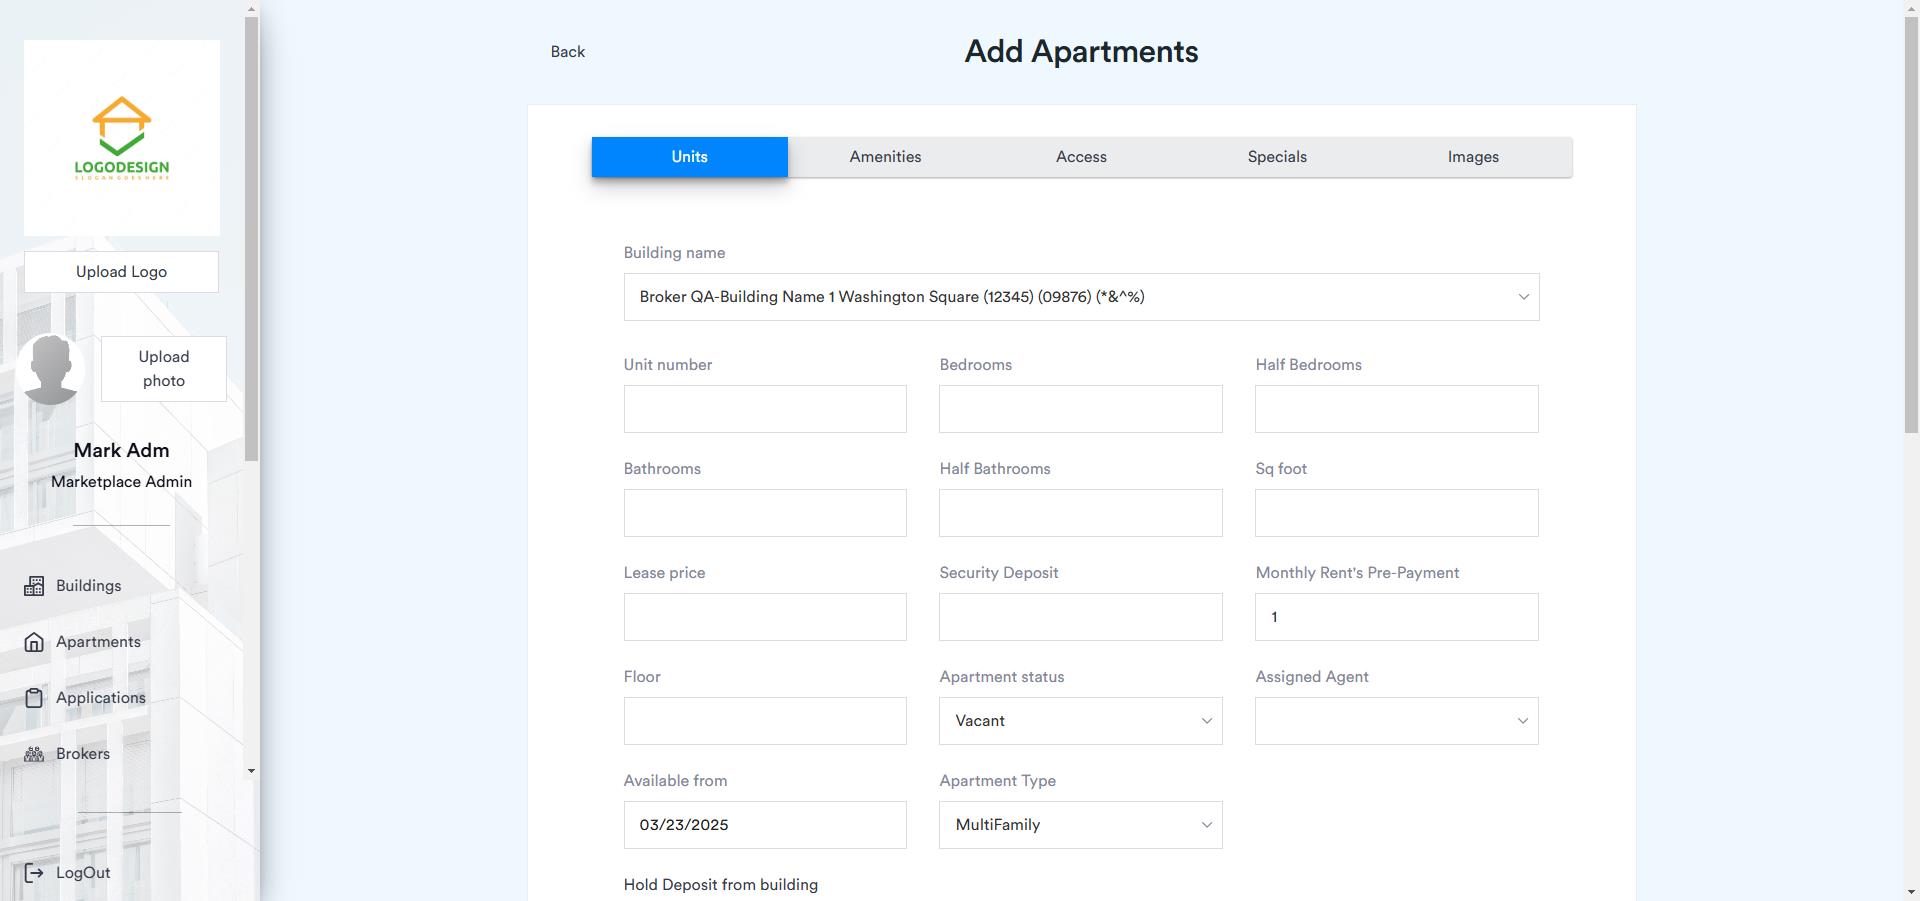 LOGODESIGN
SLOGAN GOES HERE
Upload Logo
Upload
photo
Mark Adm
Marketplace Admin
Buildings
Apartments
Applications
Brokers
LogOut
Back
Add Apartments
Units
Amenities
Access
Specials
Images
Building name
Broker QA-Building Name 1 Washington Square (12345) (09876) (*&^%)
Unit number
Bedrooms
Half Bedrooms
Bathrooms
Half Bathrooms
Sq foot
Lease price
Security Deposit
Monthly Rent's Pre-Payment
1
Floor
Apartment status
Assigned Agent
Vacant
Available from
Apartment Type
03/23/2025
MultiFamily
Hold Deposit from building